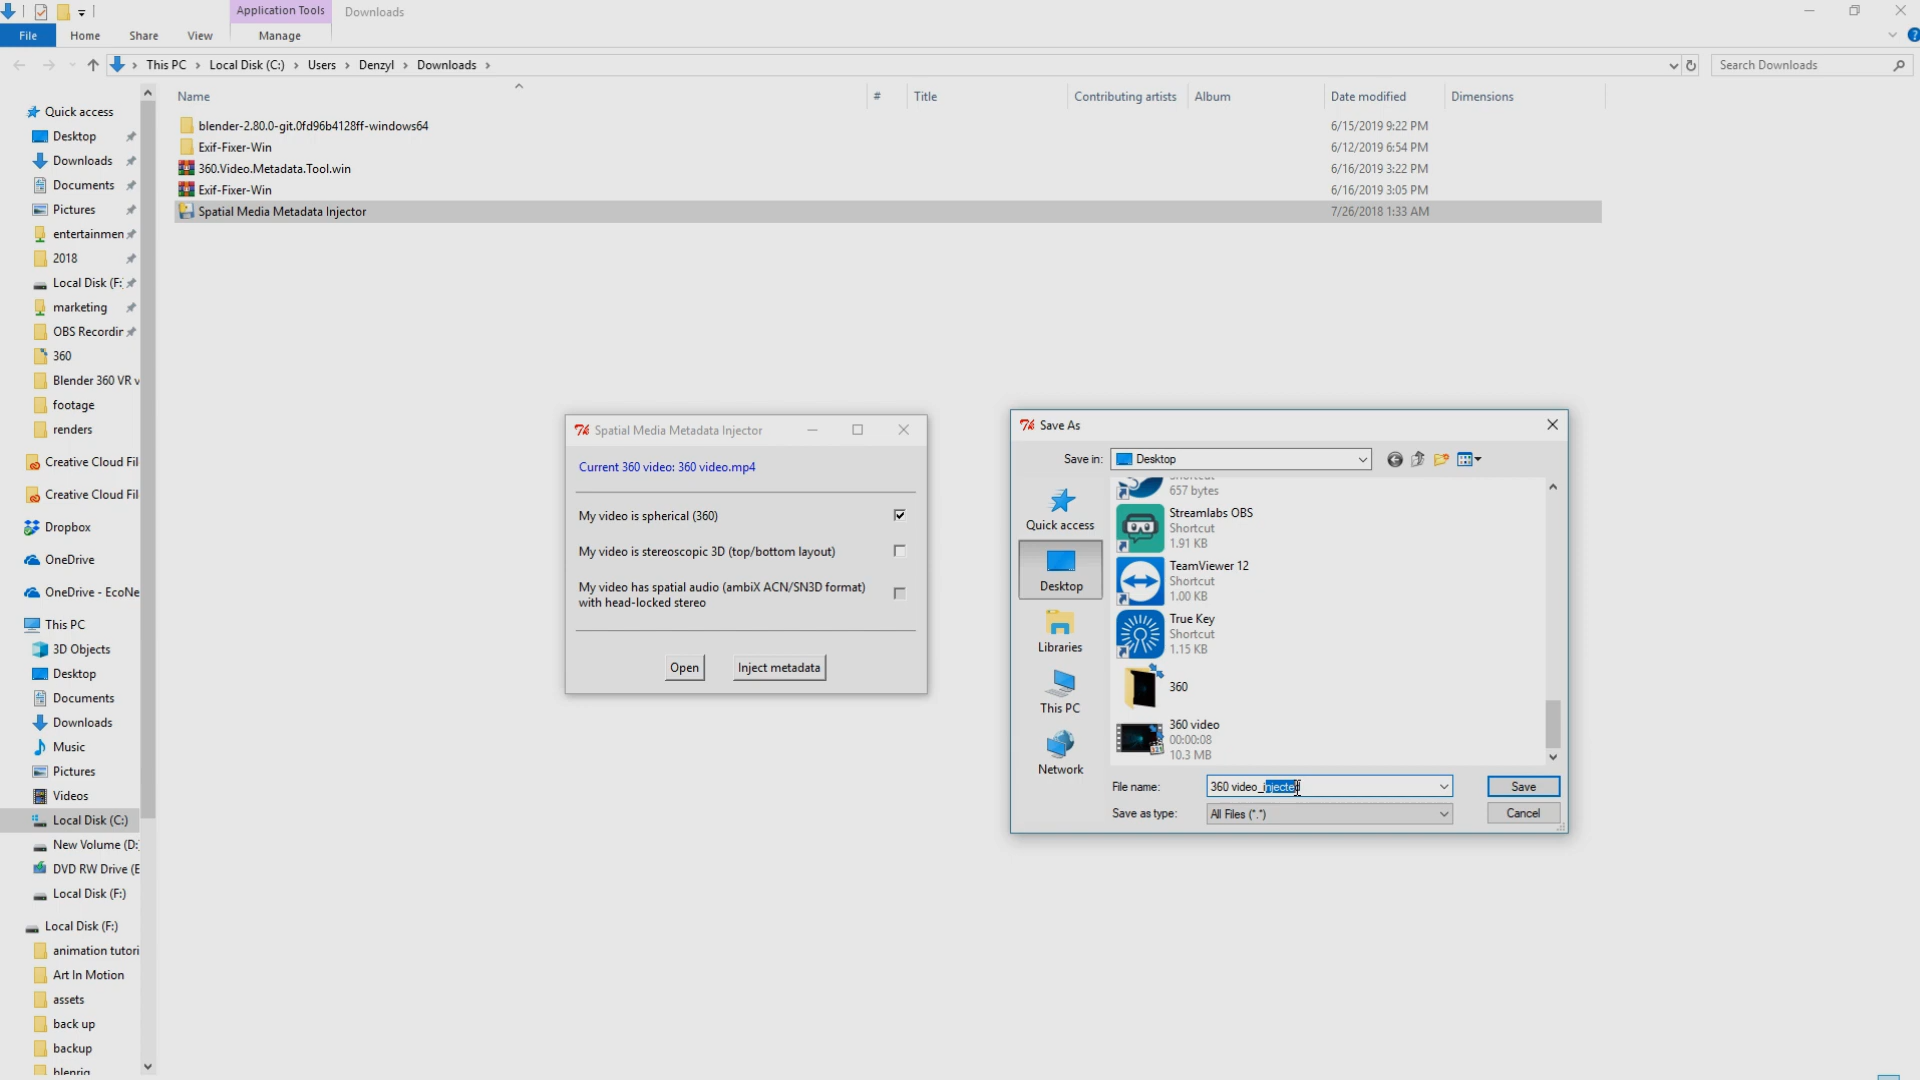 Application Tools
Downloads
File
Home
Share
View
Manage
This PC
Local Disk (C:)
Users
Denzyl
Downloads
Search Downloads
Name
#
Title
Contributing artists
Album
Date modified
Dimensions
blender-2.80.0-git.0fd96b4128ff-windows64
6/15/2019 9:22 PM
Exif-Fixer-Win
6/12/2019 6:54 PM
360.Video.Metadata.Tool.win
6/16/2019 3:22 PM
Exif-Fixer-Win
6/16/2019 3:05 PM
Spatial Media Metadata Injector
7/26/2018 1:33 AM
Quick access
Desktop
Downloads
Documents
Pictures
entertainmen
2018
Local Disk (F:
marketing
OBS Recordin
360
Blender 360 VR v
footage
renders
Creative Cloud Fil
Creative Cloud Fil
Dropbox
OneDrive
OneDrive - EcoNe
This PC
3D Objects
Desktop
Documents
Downloads
Music
Pictures
Videos
Local Disk (C:)
New Volume (D:
DVD RW Drive (E
Local Disk (F:)
Local Disk (F:)
animation tutori
Art In Motion
assets
back up
backup
blenrig
Spatial Media Metadata Injector
Current 360 video: 360 video.mp4
My video is spherical (360)
My video is stereoscopic 3D (top/bottom layout)
My video has spatial audio (ambiX ACN/SN3D format)
with head-locked stereo
Open
Inject metadata
Save As
Save in:
Desktop
Quick access
Desktop
Libraries
This PC
Network
Shortcut
657 bytes
Streamlabs OBS
Shortcut
1.91 KB
TeamViewer 12
Shortcut
1.00 KB
True Key
Shortcut
1.15 KB
360
360 video
00:00:08
10.3 MB
File name:
360 video_injected
Save
Save as type:
All Files (*.*)
Cancel